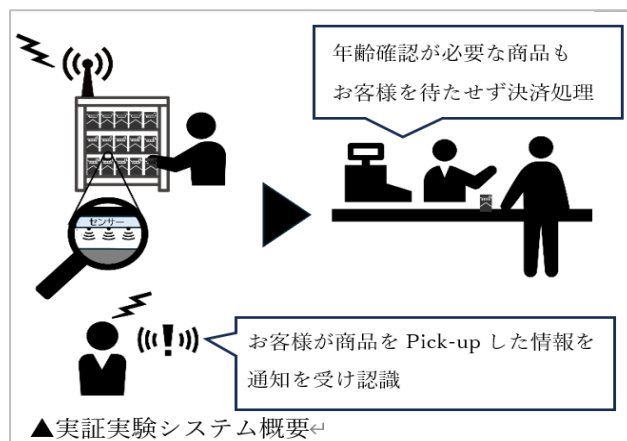 年齢確認が必要な商品も
お客様を待たせず決済処理
センサー
お客様が商品を Pick-up した情報を
通知を受け認識
▲実証実験システム概要↵